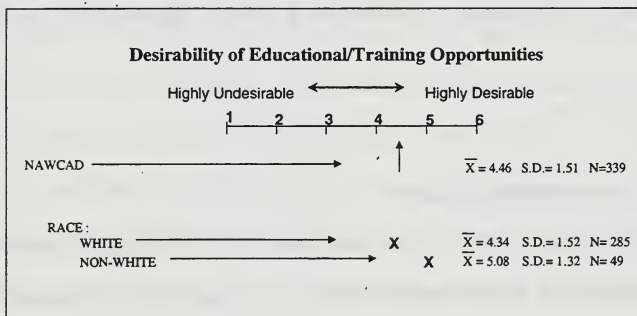 Desirability of Educational/Training Opportunities
Highly Undesirable Highly Desirable
1 2 3 4 5 6
NAWCAD X = 4.46 S.D.= 1.51 N=339
RACE :
WHITE X X = 4.34 S.D.= 1.52 N= 285
NON-WHITE X X = 5.08 S.D.= 1.32 N= 49